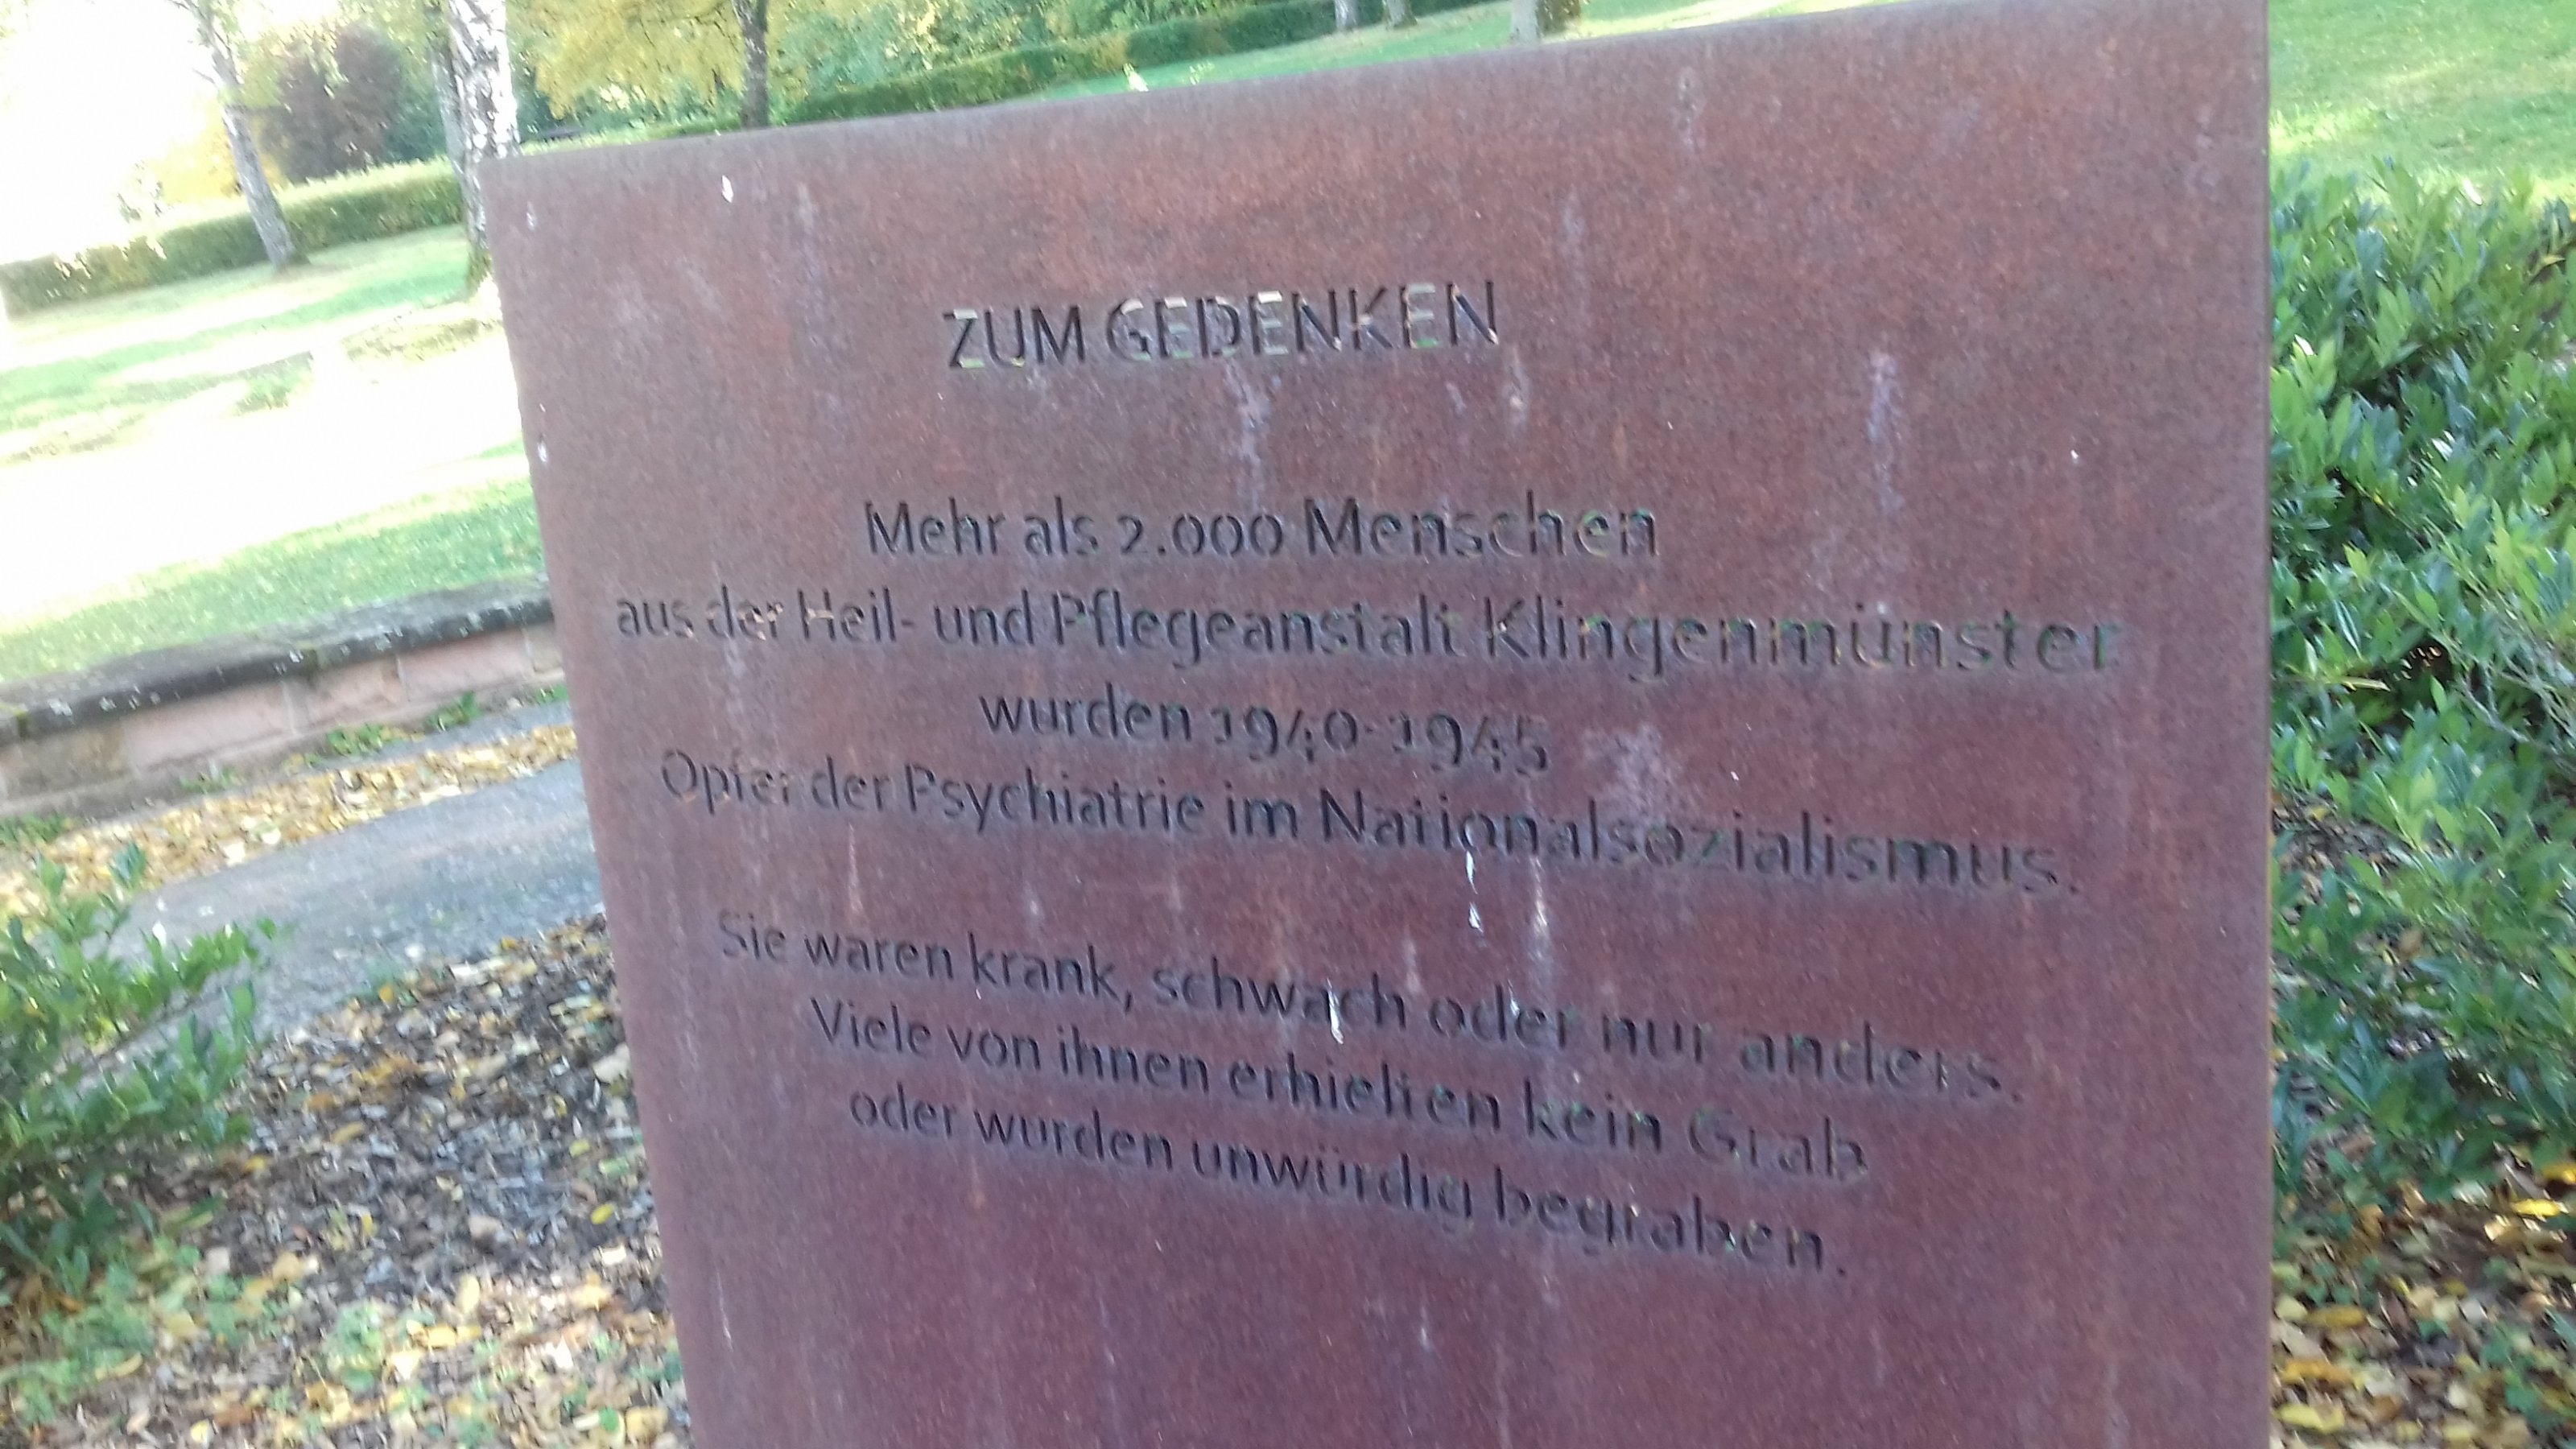 ZUM GEDENKEN
Mehr als 2.000 Menschen
aus der Heil- und Pflegeanstalt Klingenmünster
wurden 1940-1945
Opfer der Psychiatrie im Nationalsozialismus.
Sie waren krank, schwach oder nur anders.
Viele von ihnen erhielten kein Grab
oder wurden unwürdig begraben.